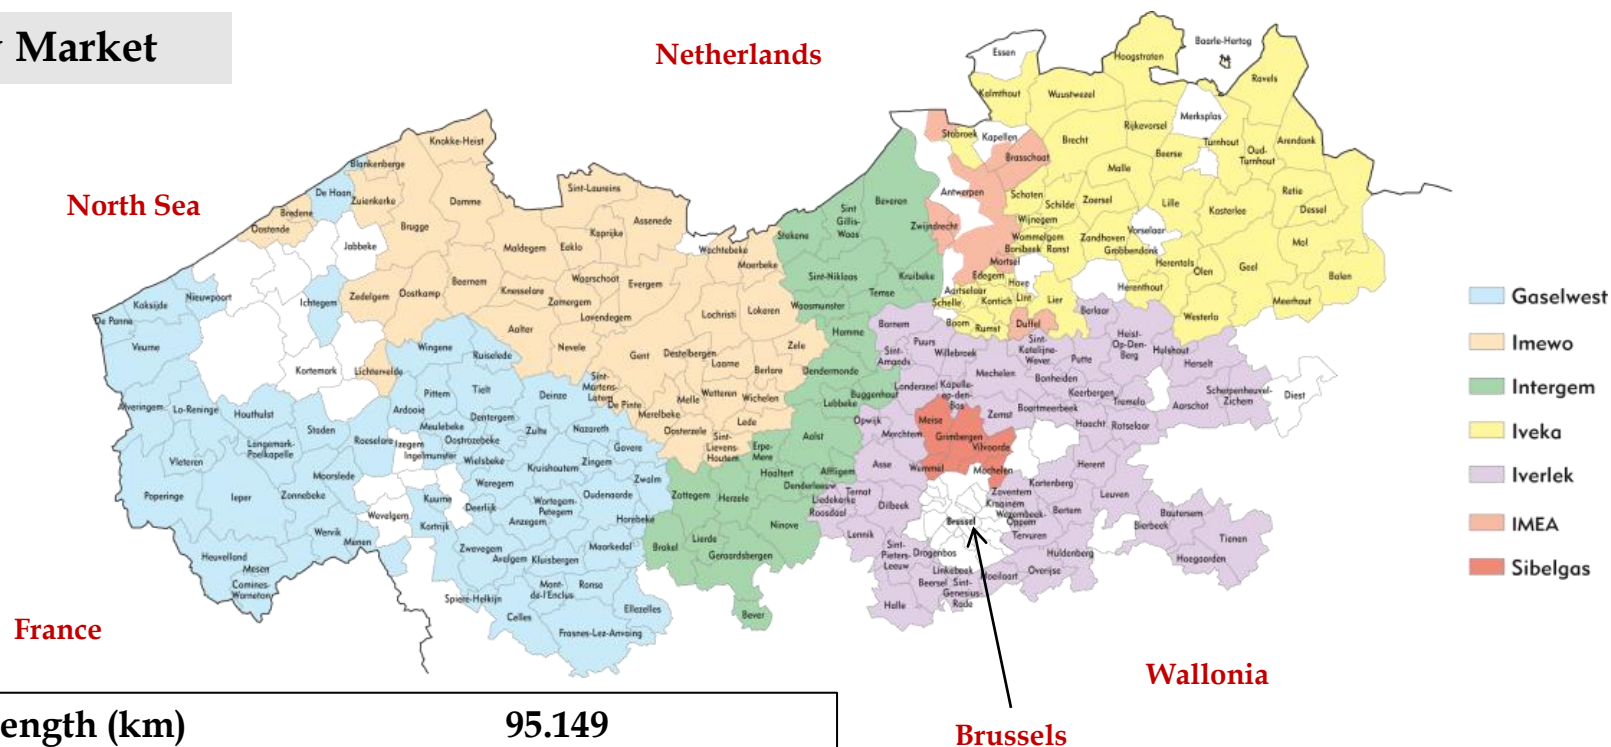 Market
Netherlands
North Sea
France
Wallonia
Brussels
ength (km) 95.149
Gaselwest
Imewo
Intergem
Iveka
Iverlek
IMEA
Sibelgas
Essen
Hoogstraten
Baarle-Hertog
Ravels
Kalmthout
Wuustwezel
Merksplas
Rijkevorsel
Stabroek
Kapellen
Brecht
Turnhout
Arendonk
Oud-
Turnhout
Beerse
Brasschaat
Malle
Antwerpen
Schoten
Schilde
Zoersel
Lille
Kasterlee
Retie
Dessel
Wijnegem
Zwijndrecht
Wommelgem
Borsbeek
Ranst
Zandhoven
Vorselaar
Grobbendonk
Mol
Mortsel
Herentals
Olen
Geel
Balen
Edegem
Hove
Aartselaar
Kontich
Lint
Lier
Herenthout
Meerhout
Schelle
Boom
Rumst
Duffel
Berlaar
Westerlo
Knokke-Heist
Blankenberge
De Haan
Zuienkerke
Damme
Sint-Laureins
Bredene
Oostende
Brugge
Assenede
Kaprijke
Jabbeke
Maldegem
Eeklo
Wachtebeke
Moerbeke
Stekene
Sint
Gillis-
Waas
Beveren
Beernem
Waarschoot
Evergem
Sint-Niklaas
Kruibeke
Temse
Zedelgem
Oostkamp
Knesselare
Zomergem
Lovendegem
Lochristi
Lokeren
Waasmunster
Ichtegem
Nieuwpoort
Koksijde
De Panne
Veurne
Aalter
Nevele
Gent
Destelbergen
Laarne
Zele
Hamme
Berlare
Dendermonde
Wingene
Ruiselede
Kortemark
Lichtervelde
Sint-
Martens-
Latem
De Pinte
Merelbeke
Melle
Wetteren
Wichelen
Lebbeke
Buggenhout
Pittem
Tielt
Deinze
Alveringem
Lo-Reninge
Houthulst
Ardooie
Dentergem
Meulebeke
Oostrozebeke
Zulte
Nazareth
Oosterzele
Lede
Sint-
Lievens-
Houtem
Erpe-
Mere
Aalst
Staden
Roeselare
Izegem
Ingelmunster
Langemark-
Poelkapelle
Gavere
Vleteren
Moorslede
Wielsbeke
Kruishoutem
Zingem
Zwalm
Haaltert
Affligem
Denderleeuw
Poperinge
Ieper
Zonnebeke
Waregem
Oudenaarde
Zottegem
Herzele
Kuurne
Deerlijk
Wortegem-
Petegem
Wevelgem
Kortrijk
Anzegem
Horebeke
Ninove
Wervik
Menen
Zwevegem
Maarkedal
Lierde
Brakel
Geraardsbergen
Avelgem
Kluisbergen
Heuvelland
Mesen
Comines-
Warneton
Mont-
de-l'Enclus
Ronse
Spiere-Helkijn
Celles
Ellezelles
Frasnes-Lez-Anvaing
Bever
Bornem
Puurs
Sint-
Amands
Willebroek
Sint-
Katelijne-
Waver
Heist-
Op-Den-
Berg
Putte
Hulshout
Herselt
Mechelen
Bonheiden
Londerzeel
Kapelle-
op-den-
Bos
Keerbergen
Tremelo
Aarschot
Scherpenheuvel-
Zichem
Diest
Zemst
Boortmeerbeek
Haacht
Rotselaar
Opwijk
Meise
Merchtem
Grimbergen
Vilvoorde
Asse
Wemmel
Machelen
Kortenberg
Herent
Leuven
Liedekerke
Roosdaal
Ternat
Dilbeek
Zaventem
Kraainem
Wezembeek-
Oppem
Bertem
Tervuren
Brussel
Bierbeek
Boutersem
Tienen
Lennik
Sint-
Pieters-
Leeuw
Drogenbos
Linkebeek
Beersel
Sint-
Genesius-
Rode
Hoeilaart
Overijse
Huldenberg
Hoegaarden
Halle